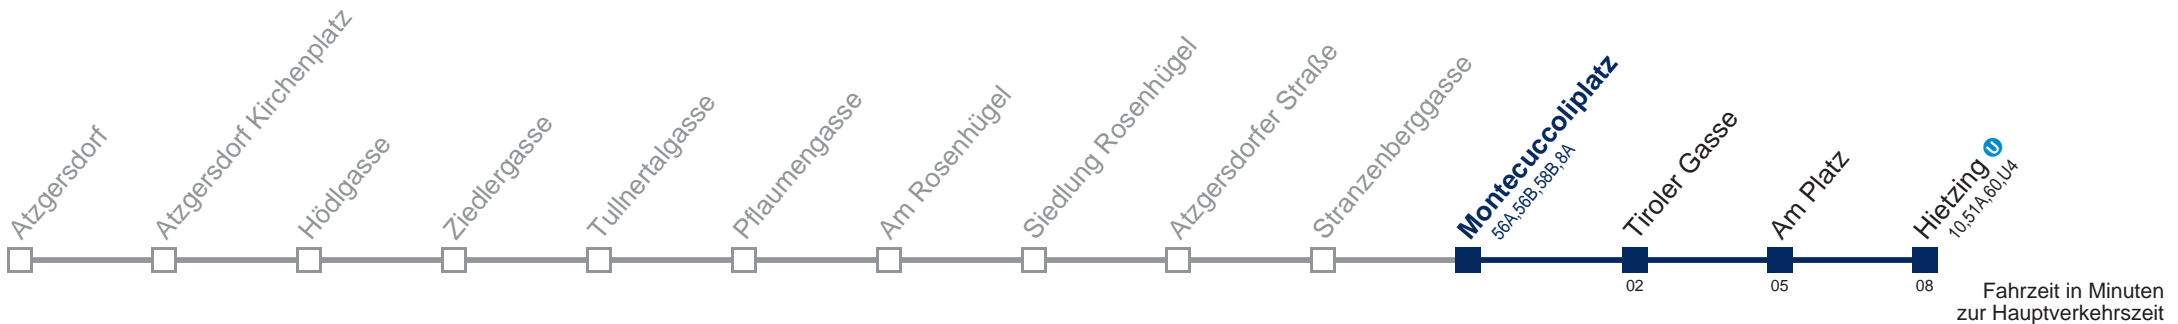 Atzgersdorf
Atzgersdorf Kirchenplatz
Hödlgasse
Ziedlergasse
Tullnertalgasse
Pflaumengasse
Am Rosenhügel
Siedlung Rosenhügel
Atzgersdorfer Straße
Stranzenberggasse
Montecuccoliplatz
56A,56B,58B,8A
Tiroler Gasse
Am Platz
Hietzing U
10,51A,60,U4
02
05
08
Fahrzeit in Minuten
zur Hauptverkehrszeit